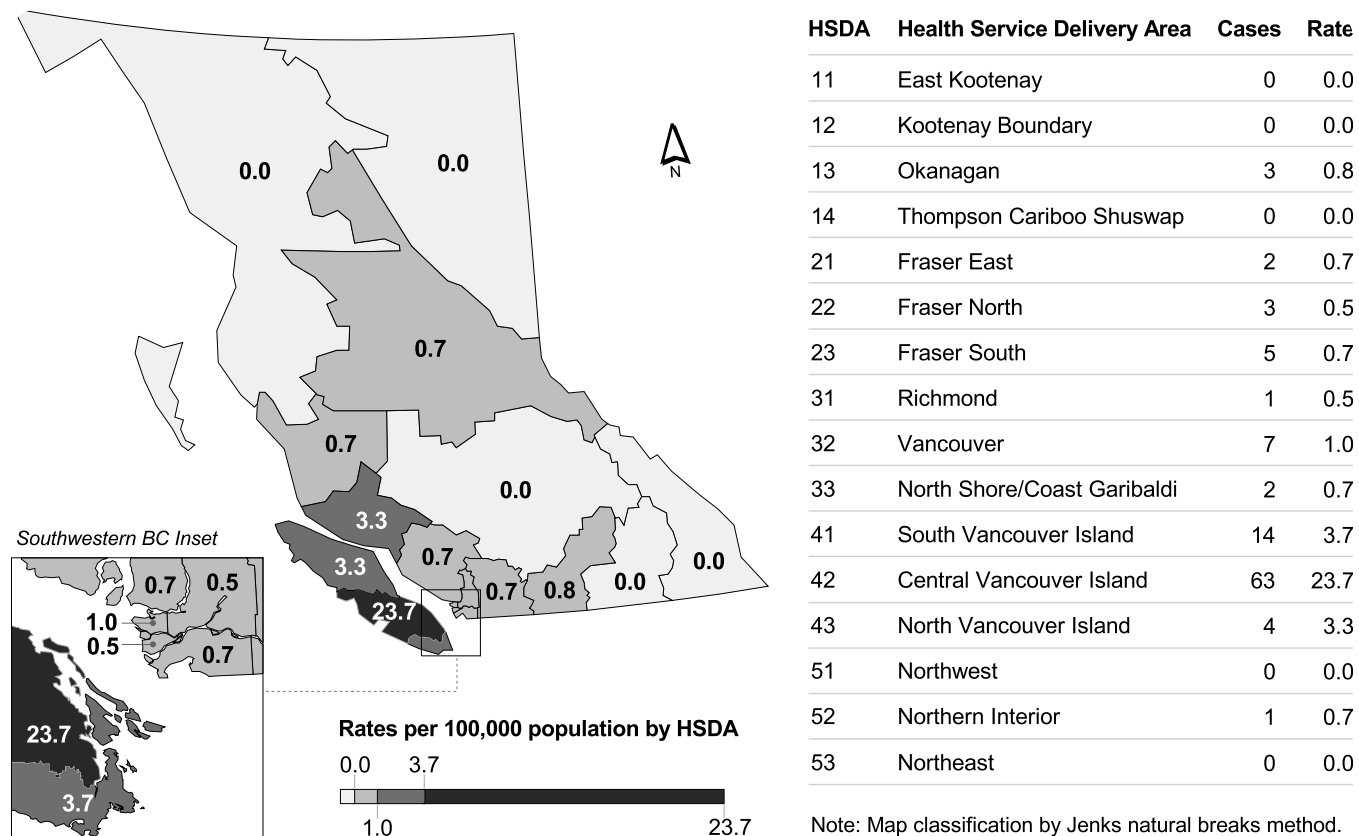 0.0
0.0
N
0.7
0.7
0.0
3.3
0.7
3.3
0.7
0.8
0.0
0.0
23.7
Southwestern BC Inset
0.7
0.5
1.0
0.5
0.7
23.7
3.7
Rates per 100,000 population by HSDA
0.0 3.7
1.0 23.7
HSDA Health Service Delivery Area Cases Rate
11 East Kootenay 0 0.0
12 Kootenay Boundary 0 0.0
13 Okanagan 3 0.8
14 Thompson Cariboo Shuswap 0 0.0
21 Fraser East 2 0.7
22 Fraser North 3 0.5
23 Fraser South 5 0.7
31 Richmond 1 0.5
32 Vancouver 7 1.0
33 North Shore/Coast Garibaldi 2 0.7
41 South Vancouver Island 14 3.7
42 Central Vancouver Island 63 23.7
43 North Vancouver Island 4 3.3
51 Northwest 0 0.0
52 Northern Interior 1 0.7
53 Northeast 0 0.0
Note: Map classification by Jenks natural breaks method.